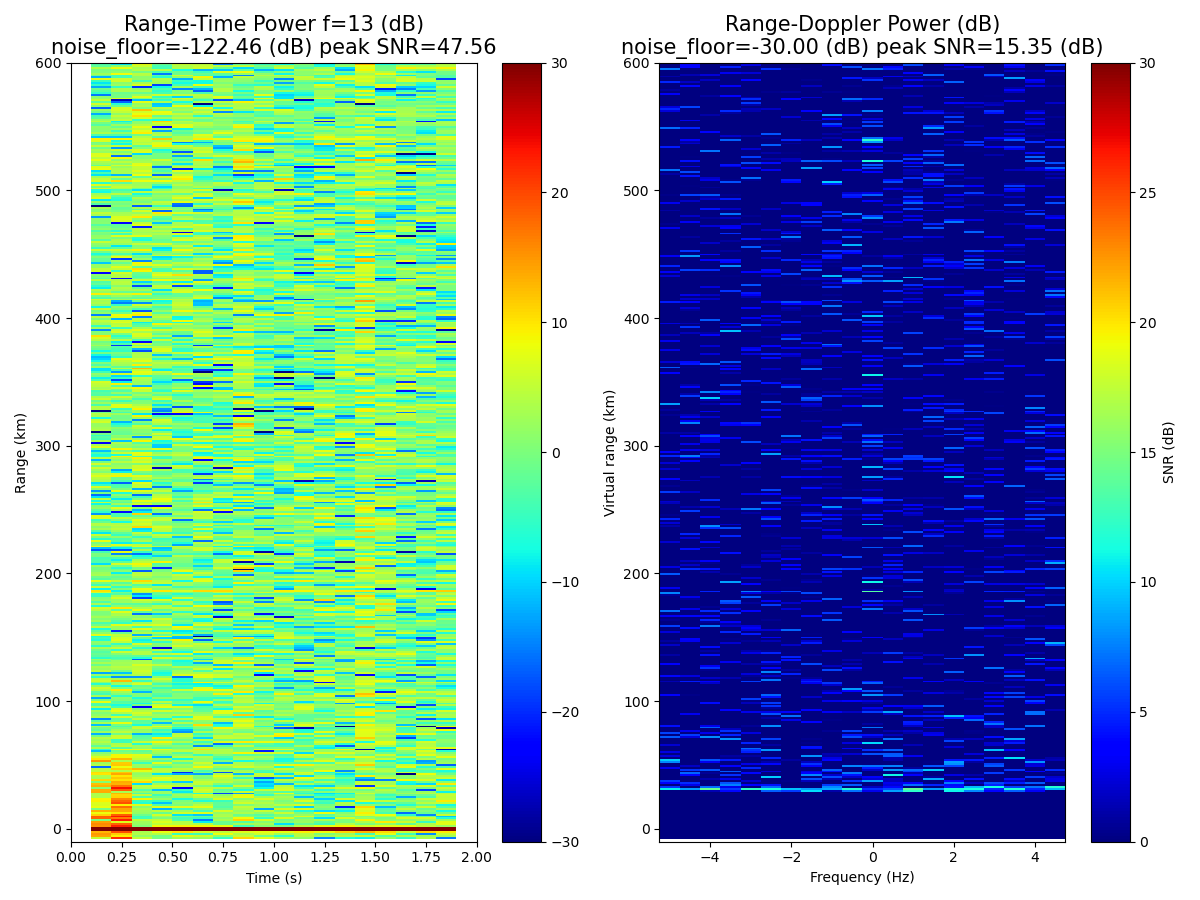 Range-Time Power f=13 (dB)
noise_floor=-122.46 (dB) peak SNR=47.56
600
500
400
300
200
100
0
Range (km)
0.00 0.25 0.50 0.75 1.00 1.25 1.50 1.75 2.00
Time (s)
30
20
10
0
−10
−20
−30
Range-Doppler Power (dB)
noise_floor=-30.00 (dB) peak SNR=15.35 (dB)
600
500
400
300
200
100
0
Virtual range (km)
−4 −2 0 2 4
Frequency (Hz)
30
25
20
15
10
5
0
SNR (dB)